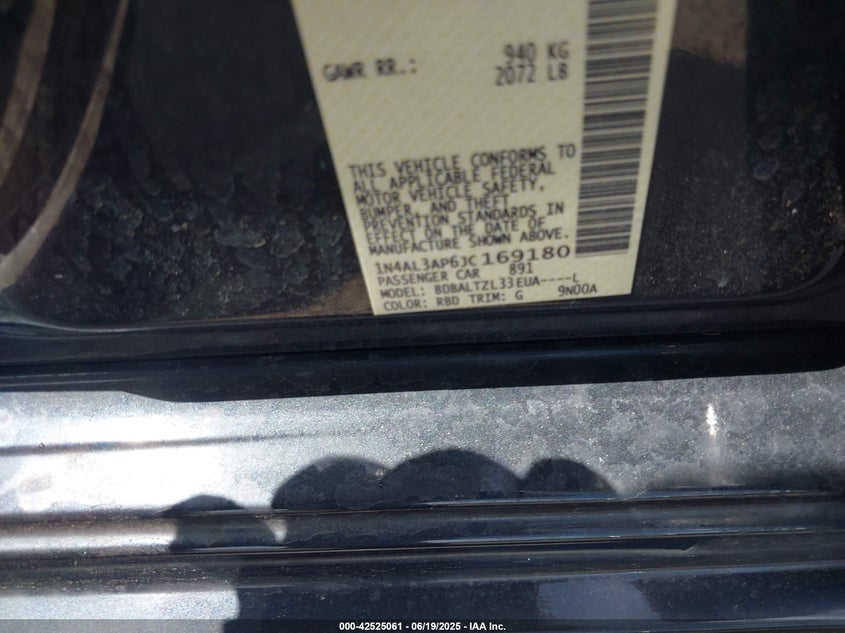 GAWR RR.: 940 KG
2072 LB
THIS VEHICLE CONFORMS TO
ALL APPLICABLE FEDERAL
MOTOR VEHICLE SAFETY,
BUMPER, AND THEFT
PREVENTION STANDARDS IN
EFFECT ON THE DATE OF
MANUFACTURE SHOWN ABOVE.
1N4AL3AP6JC169180
PASSENGER CAR 891
MODEL: BDBALTZL33EUA----L
COLOR: RBD TRIM: G 9N00A
000-42525061 - 06/19/2025 - IAA Inc.